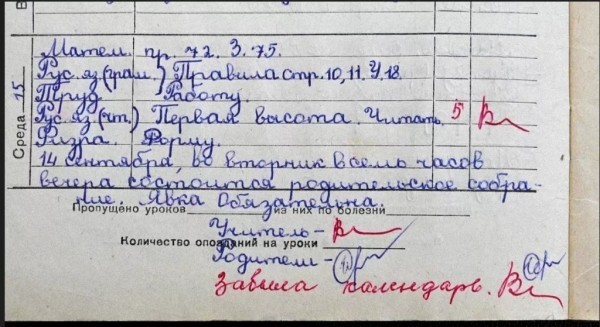 Среда 15
Матем. пр. 72. З. 75.
Рус. яз (грам.) Правила стр. 10, 11. У. 18.
Труд Работу.
Рус. яз. (чт.) Первая высота. Читать. 5
Физра. Форму.
14 сентября, во вторник в семь часов
вечера состоится родительское собра-
ние. Явка Обязательна.
Пропущено уроков из них по болезни
Учитель -
Количество опозданий на уроки
Родители -
Забыла календарь.